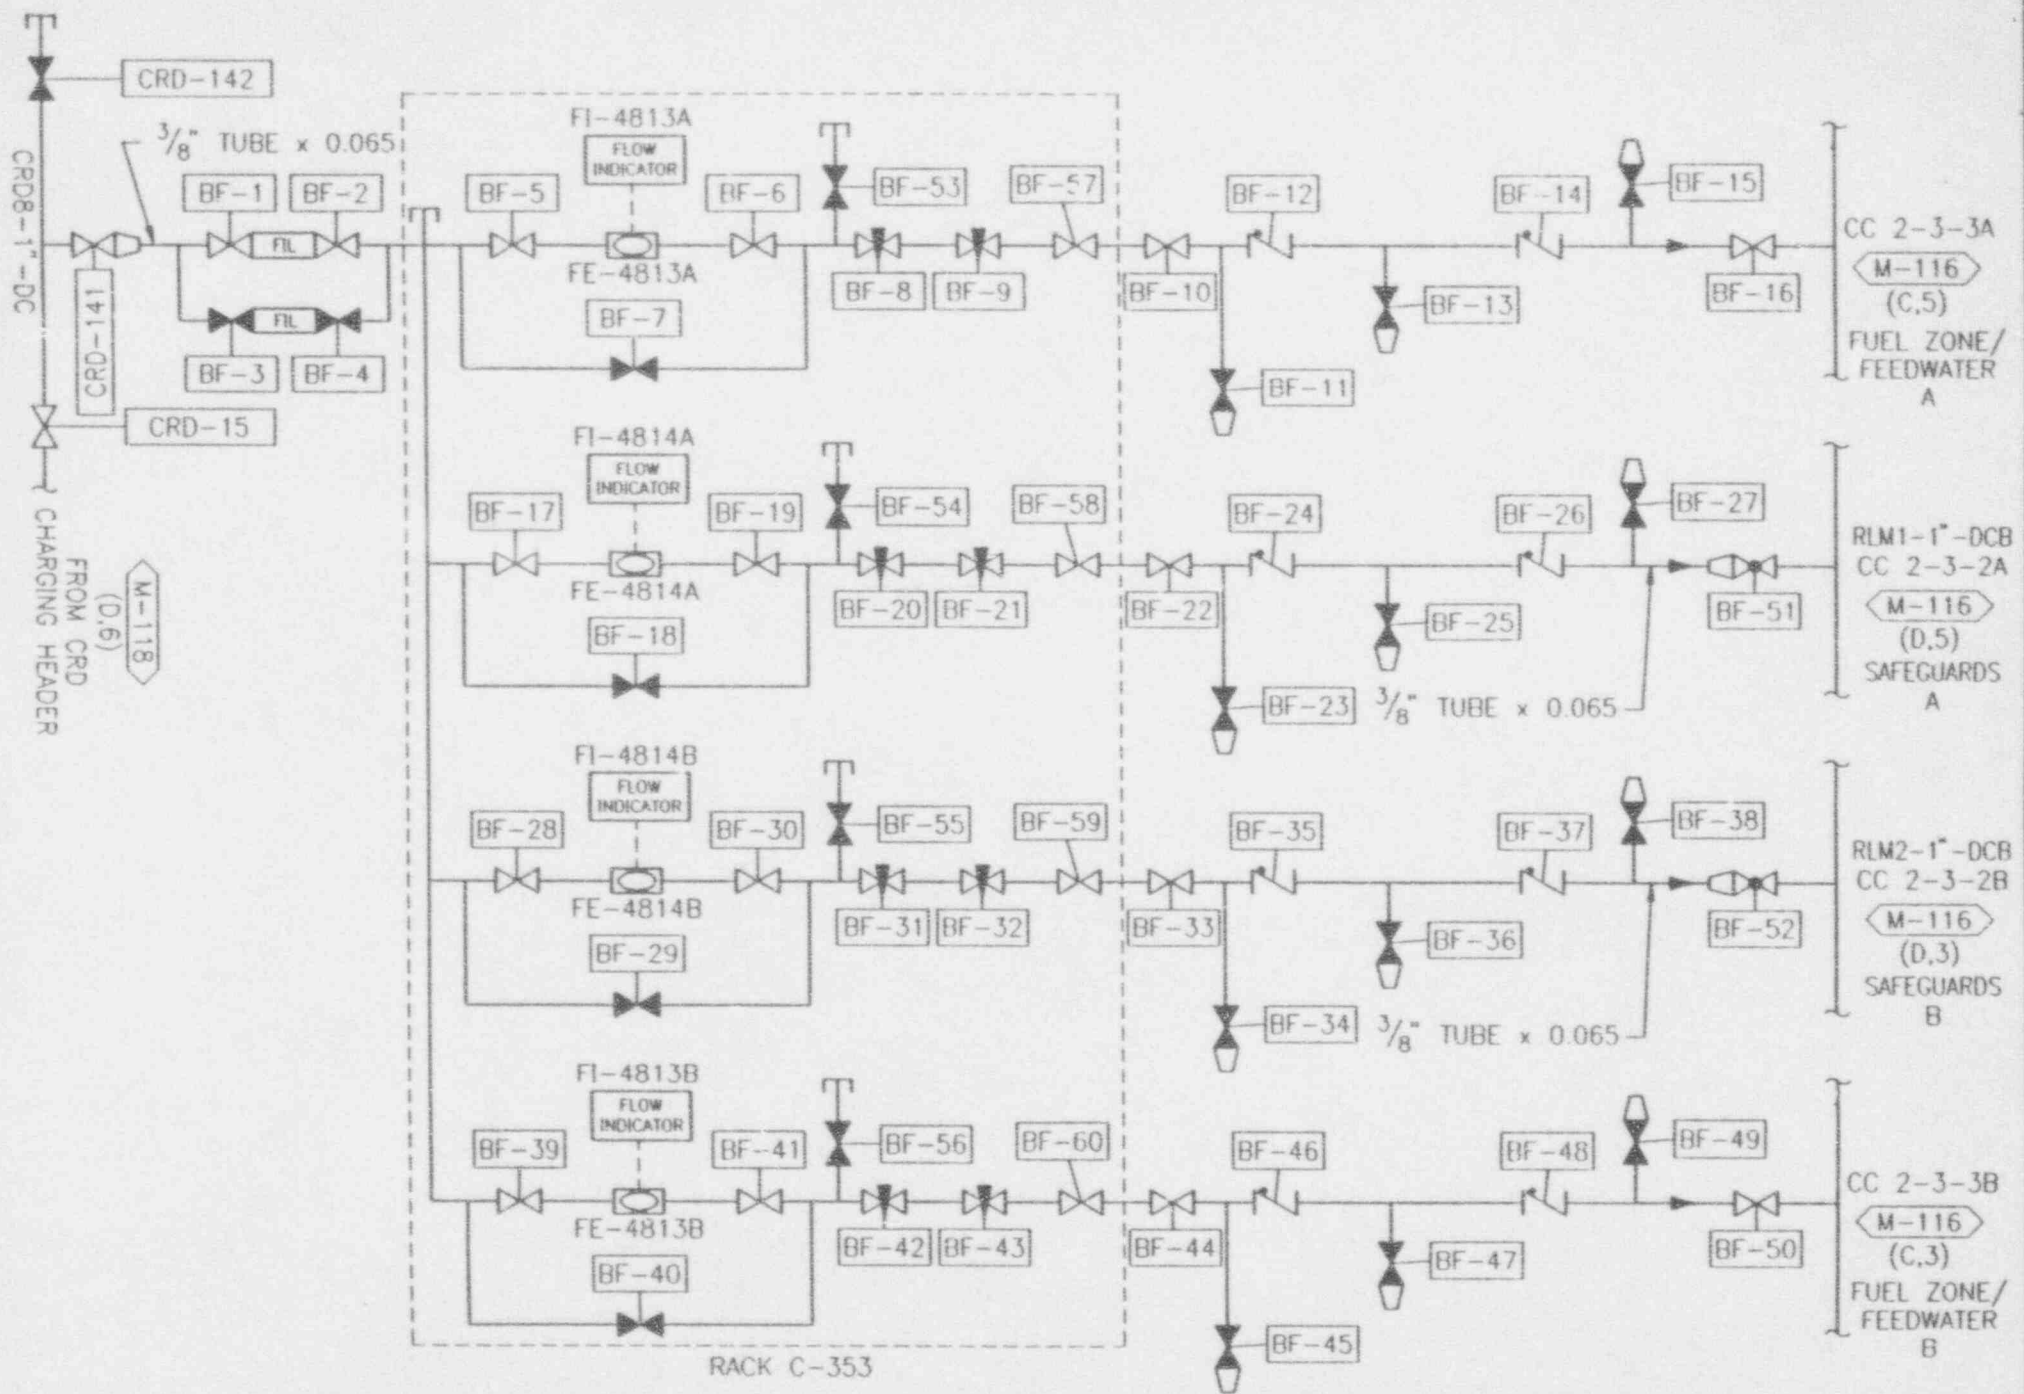 CRD-142
3/8" TUBE x 0.065
CRD8-1"-DC
BF-1
BF-2
FIL
FIL
BF-3
BF-4
CRD-141
CRD-15
M-118
(D,6)
FROM CRD
CHARGING HEADER
FI-4813A
FLOW
INDICATOR
BF-5
BF-6
FE-4813A
BF-7
BF-53
BF-57
BF-8
BF-9
BF-10
BF-12
BF-14
BF-15
BF-11
BF-13
BF-16
CC 2-3-3A
M-116
(C,5)
FUEL ZONE/
FEEDWATER
A
FI-4814A
FLOW
INDICATOR
BF-17
BF-19
FE-4814A
BF-18
BF-54
BF-58
BF-20
BF-21
BF-22
BF-24
BF-26
BF-27
BF-23
BF-25
3/8" TUBE x 0.065
BF-51
RLM1-1"-DCB
CC 2-3-2A
M-116
(D,5)
SAFEGUARDS
A
FI-4814B
FLOW
INDICATOR
BF-28
BF-30
FE-4814B
BF-29
BF-55
BF-59
BF-31
BF-32
BF-33
BF-35
BF-37
BF-38
BF-34
BF-36
3/8" TUBE x 0.065
BF-52
RLM2-1"-DCB
CC 2-3-2B
M-116
(D,3)
SAFEGUARDS
B
FI-4813B
FLOW
INDICATOR
BF-39
BF-41
FE-4813B
BF-40
BF-56
BF-60
BF-42
BF-43
BF-44
BF-46
BF-48
BF-49
BF-45
BF-47
BF-50
CC 2-3-3B
M-116
(C,3)
FUEL ZONE/
FEEDWATER
B
RACK C-353